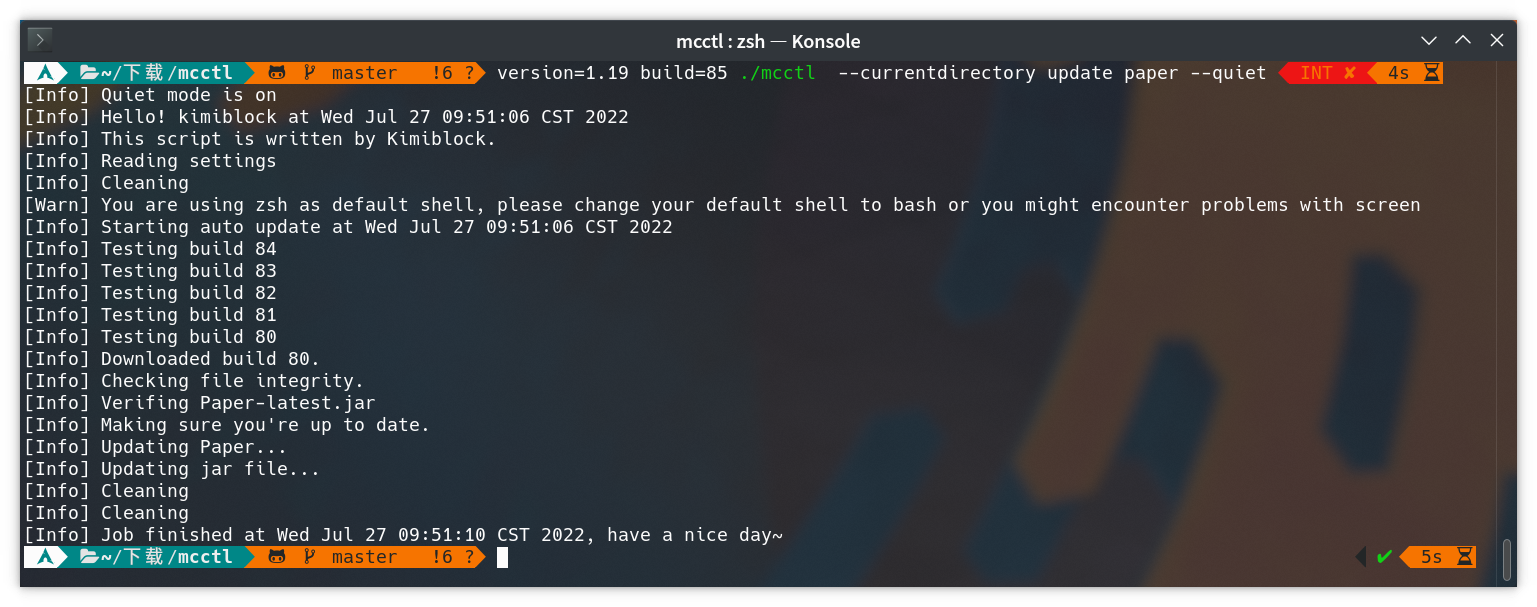 mcctl : zsh — Konsole
~/下载/mcctl master !6 ? version=1.19 build=85 ./mcctl  --currentdirectory update paper --quiet INT ✘ 4s
[Info] Quiet mode is on
[Info] Hello! kimiblock at Wed Jul 27 09:51:06 CST 2022
[Info] This script is written by Kimiblock.
[Info] Reading settings
[Info] Cleaning
[Warn] You are using zsh as default shell, please change your default shell to bash or you might encounter problems with screen
[Info] Starting auto update at Wed Jul 27 09:51:06 CST 2022
[Info] Testing build 84
[Info] Testing build 83
[Info] Testing build 82
[Info] Testing build 81
[Info] Testing build 80
[Info] Downloaded build 80.
[Info] Checking file integrity.
[Info] Verifing Paper-latest.jar
[Info] Making sure you're up to date.
[Info] Updating Paper...
[Info] Updating jar file...
[Info] Cleaning
[Info] Cleaning
[Info] Job finished at Wed Jul 27 09:51:10 CST 2022, have a nice day~
~/下载/mcctl master !6 ? ✔ 5s